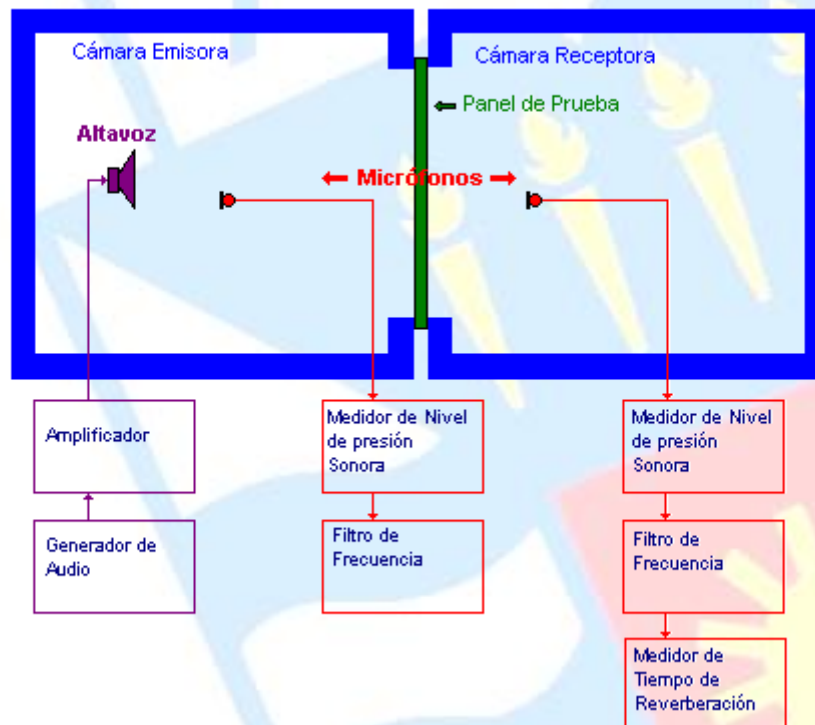 Cámara Emisora
Cámara Receptora
Panel de Prueba
Altavoz
Micrófonos
Amplificador
Generador de
Audio
Medidor de Nivel
de presión
Sonora
Filtro de
Frecuencia
Medidor de Nivel
de presión
Sonora
Filtro de
Frecuencia
Medidor de
Tiempo de
Reverberación